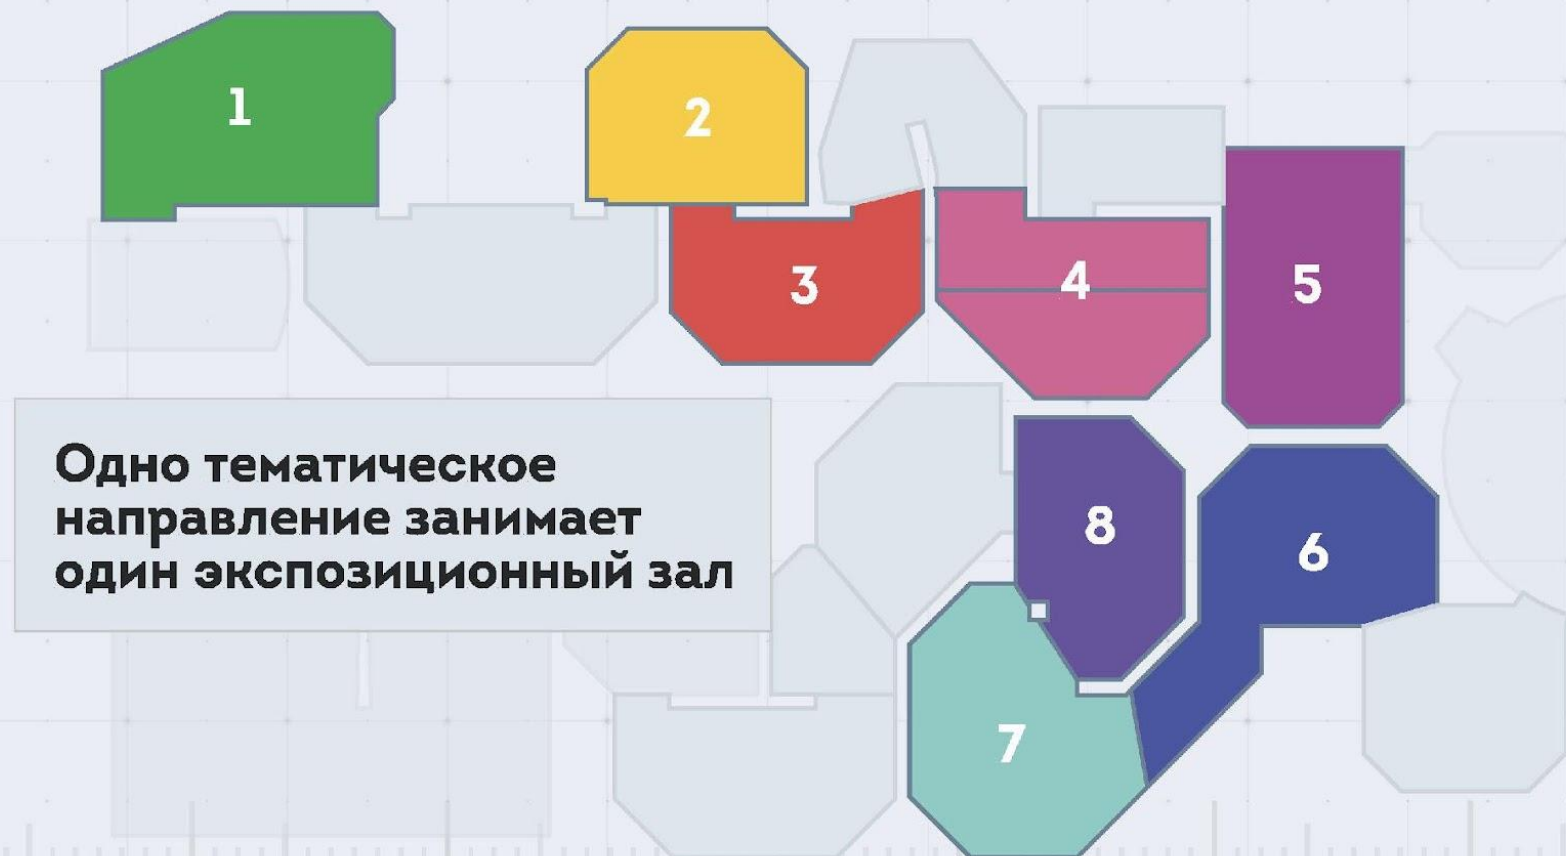 1
2
3
4
5
6
8
7
Одно тематическое
направление занимает
один экспозиционный зал